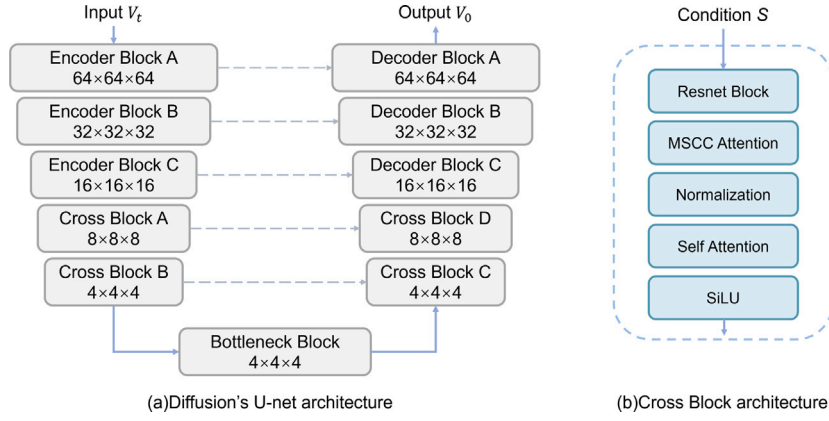 Input Vt
Output V0
Encoder Block A
64×64×64
Decoder Block A
64×64×64
Encoder Block B
32×32×32
Decoder Block B
32×32×32
Encoder Block C
16×16×16
Decoder Block C
16×16×16
Cross Block A
8×8×8
Cross Block D
8×8×8
Cross Block B
4×4×4
Cross Block C
4×4×4
Bottleneck Block
4×4×4
(a)Diffusion's U-net architecture
Condition S
Resnet Block
MSCC Attention
Normalization
Self Attention
SiLU
(b)Cross Block architecture